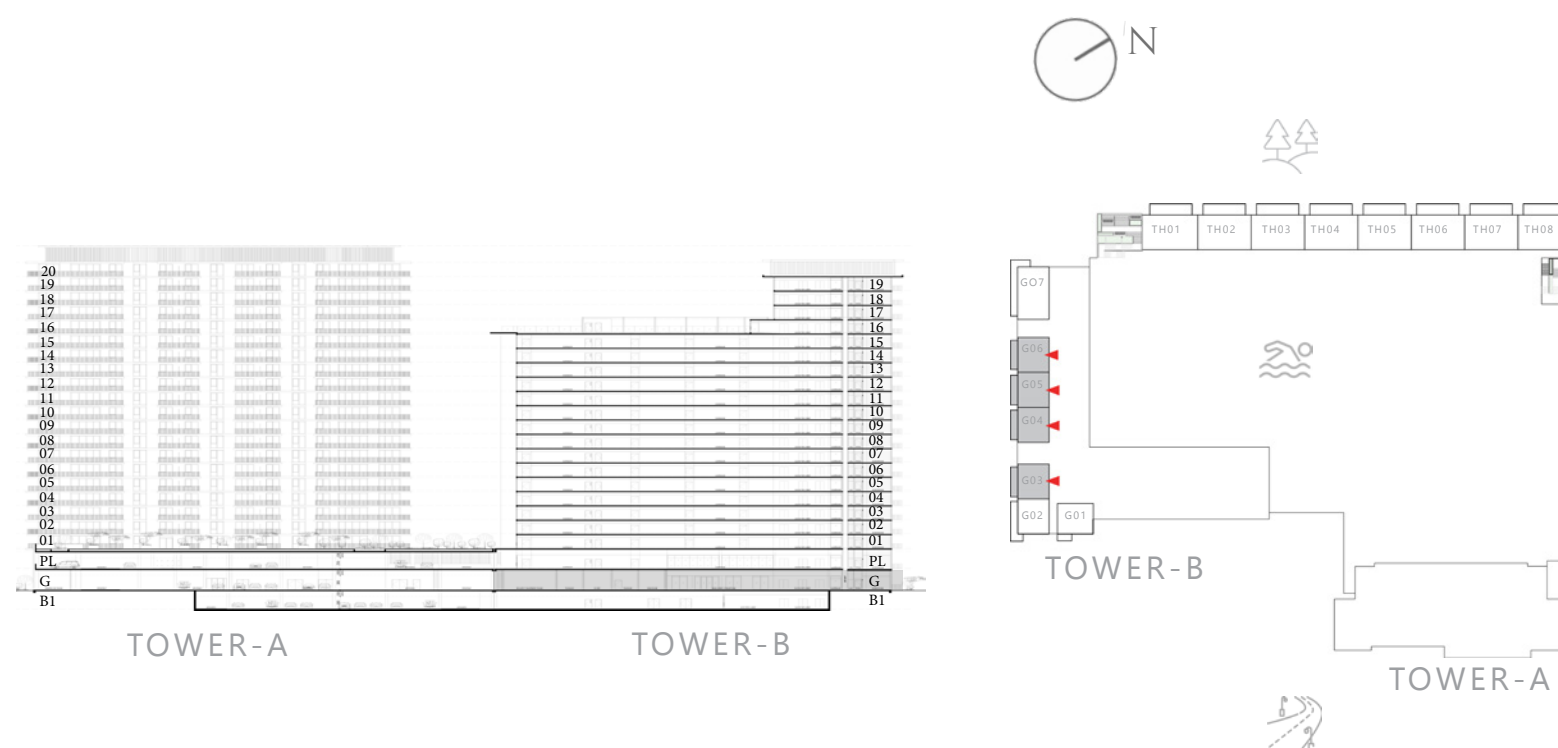 20
19
18
17
16
15
14
13
12
11
10
09
08
07
06
05
04
03
02
01
PL
G
B1
TOWER-A
19
18
17
16
15
14
13
12
11
10
09
08
07
06
05
04
03
02
01
PL
G
B1
TOWER-B
N
TH01 TH02 TH03 TH04 TH05 TH06 TH07 TH08
GO7
G06
G05
G04
G03
G02 G01
TOWER-B
TOWER-A